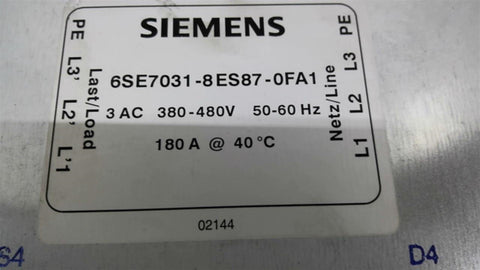 SIEMENS
6SE7031-8ES87-0FA1
3 AC 380-480V 50-60 Hz
180 A @ 40 °C
PE L3' L2' L'1
Last/Load
Netz/Line
L1 L2 L3 PE
02144
S4
D4